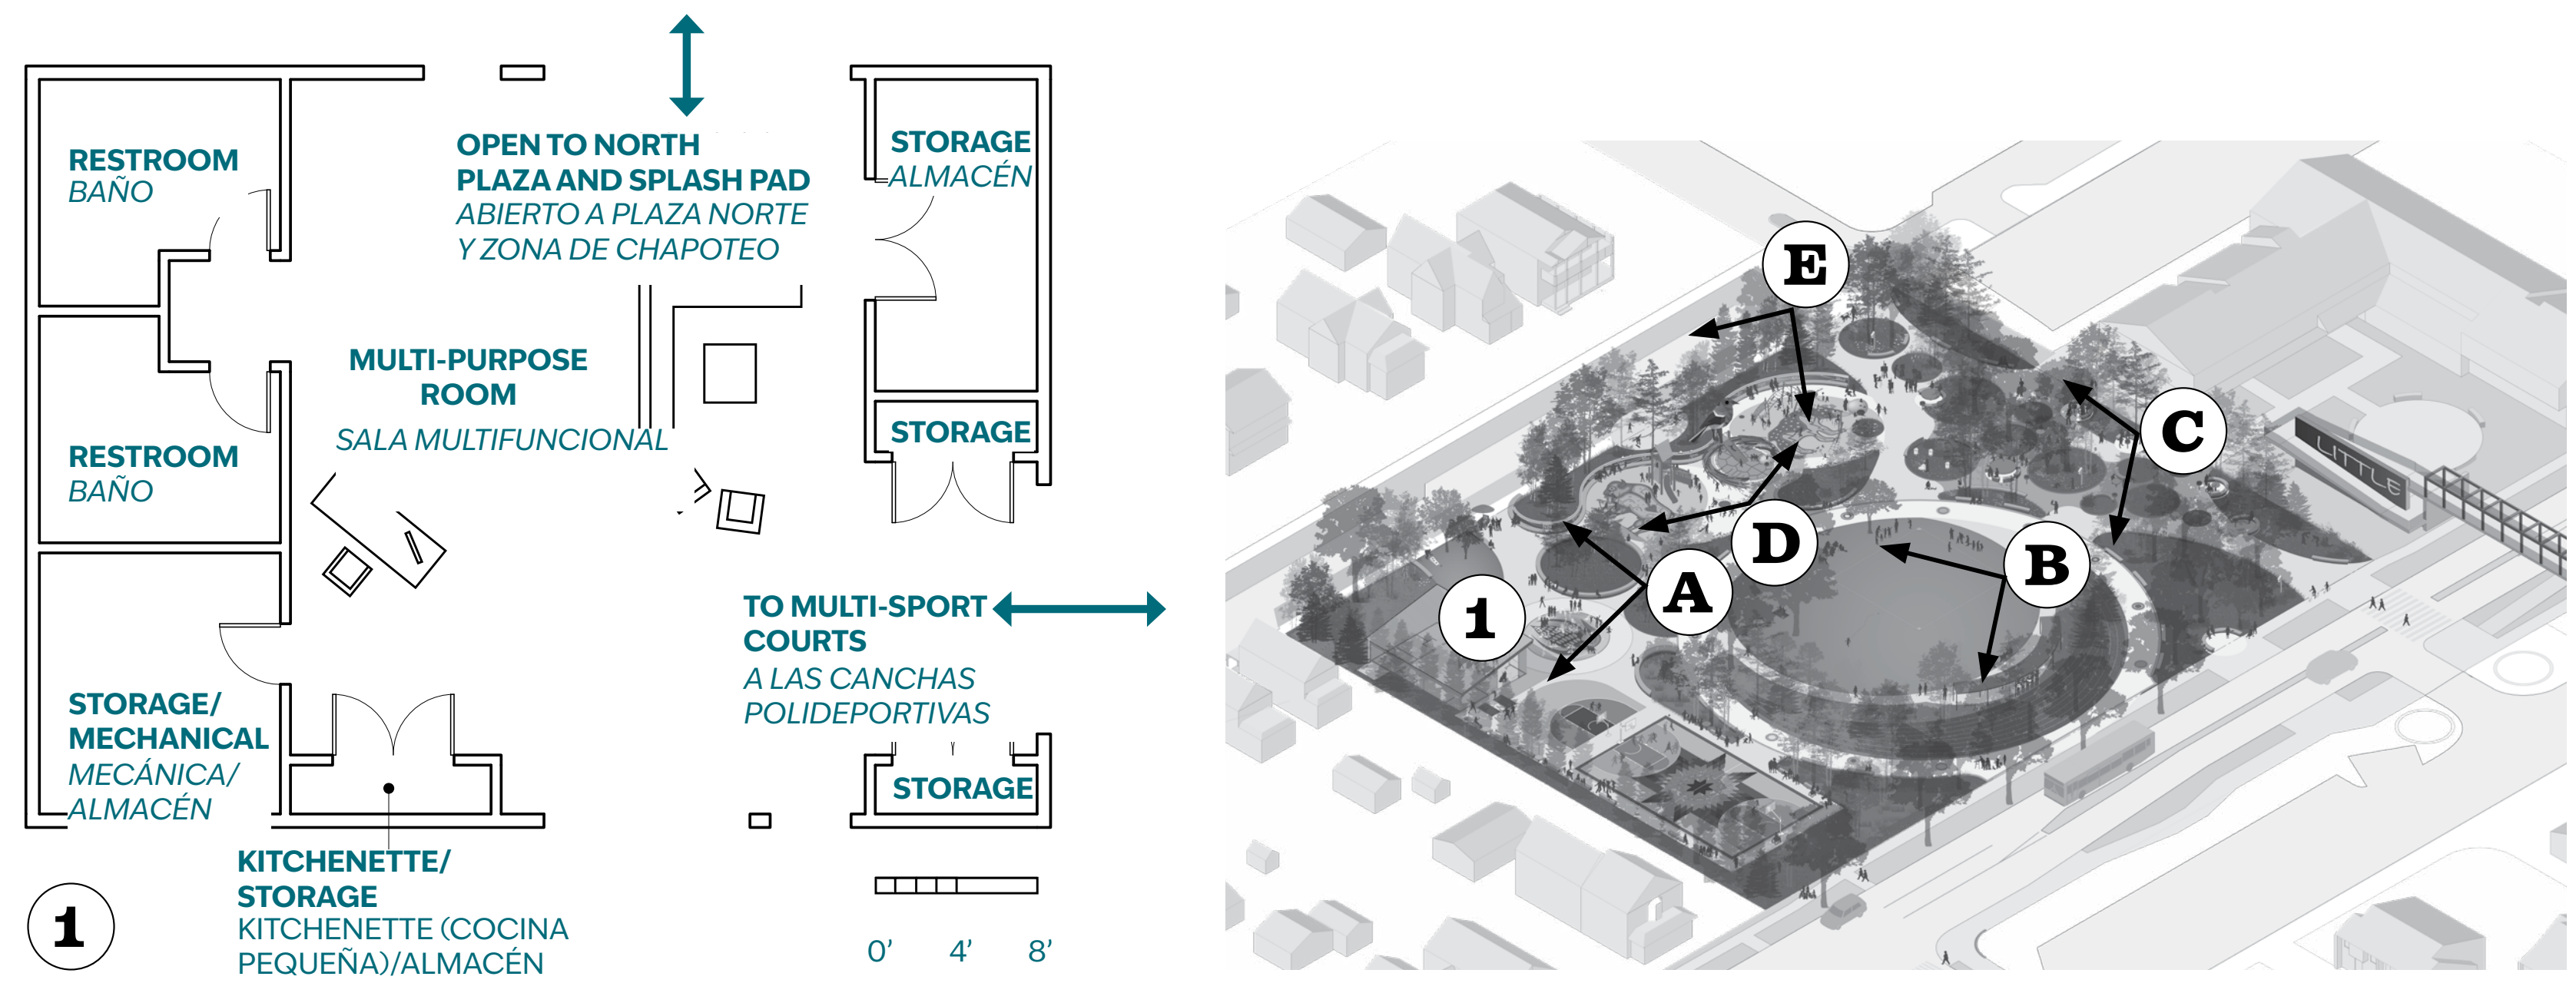 RESTROOM
BAÑO
OPEN TO NORTH
PLAZA AND SPLASH PAD
ABIERTO A PLAZA NORTE
Y ZONA DE CHAPOTEO
STORAGE
ALMACÉN
MULTI-PURPOSE
ROOM
SALA MULTIFUNCIONAL
RESTROOM
BAÑO
STORAGE
TO MULTI-SPORT
COURTS
A LAS CANCHAS
POLIDEPORTIVAS
STORAGE/
MECHANICAL
MECÁNICA/
ALMACÉN
STORAGE
KITCHENETTE/
STORAGE
KITCHENETTE (COCINA
PEQUEÑA)/ALMACÉN
1
0’ 4’ 8’
E
C
D
B
A
1
LITTLE